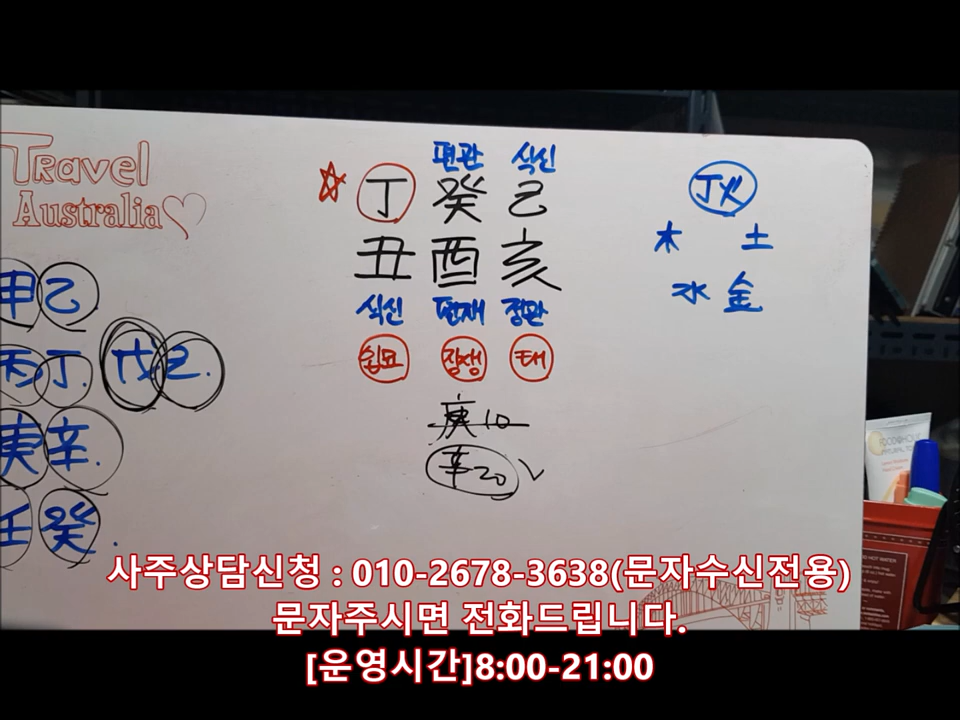 Travel
Australia
甲乙
丙丁. 戊己.
庚辛.
壬癸.
편관 식신
丁 癸 己
丑 酉 亥
식신 편재 정관
쉽묘 장생 태
庚10
辛20
丁火
木 土
水 金
사주상담신청 : 010-2678-3638(문자수신전용)
문자주시면 전화드립니다.
[운영시간]8:00-21:00